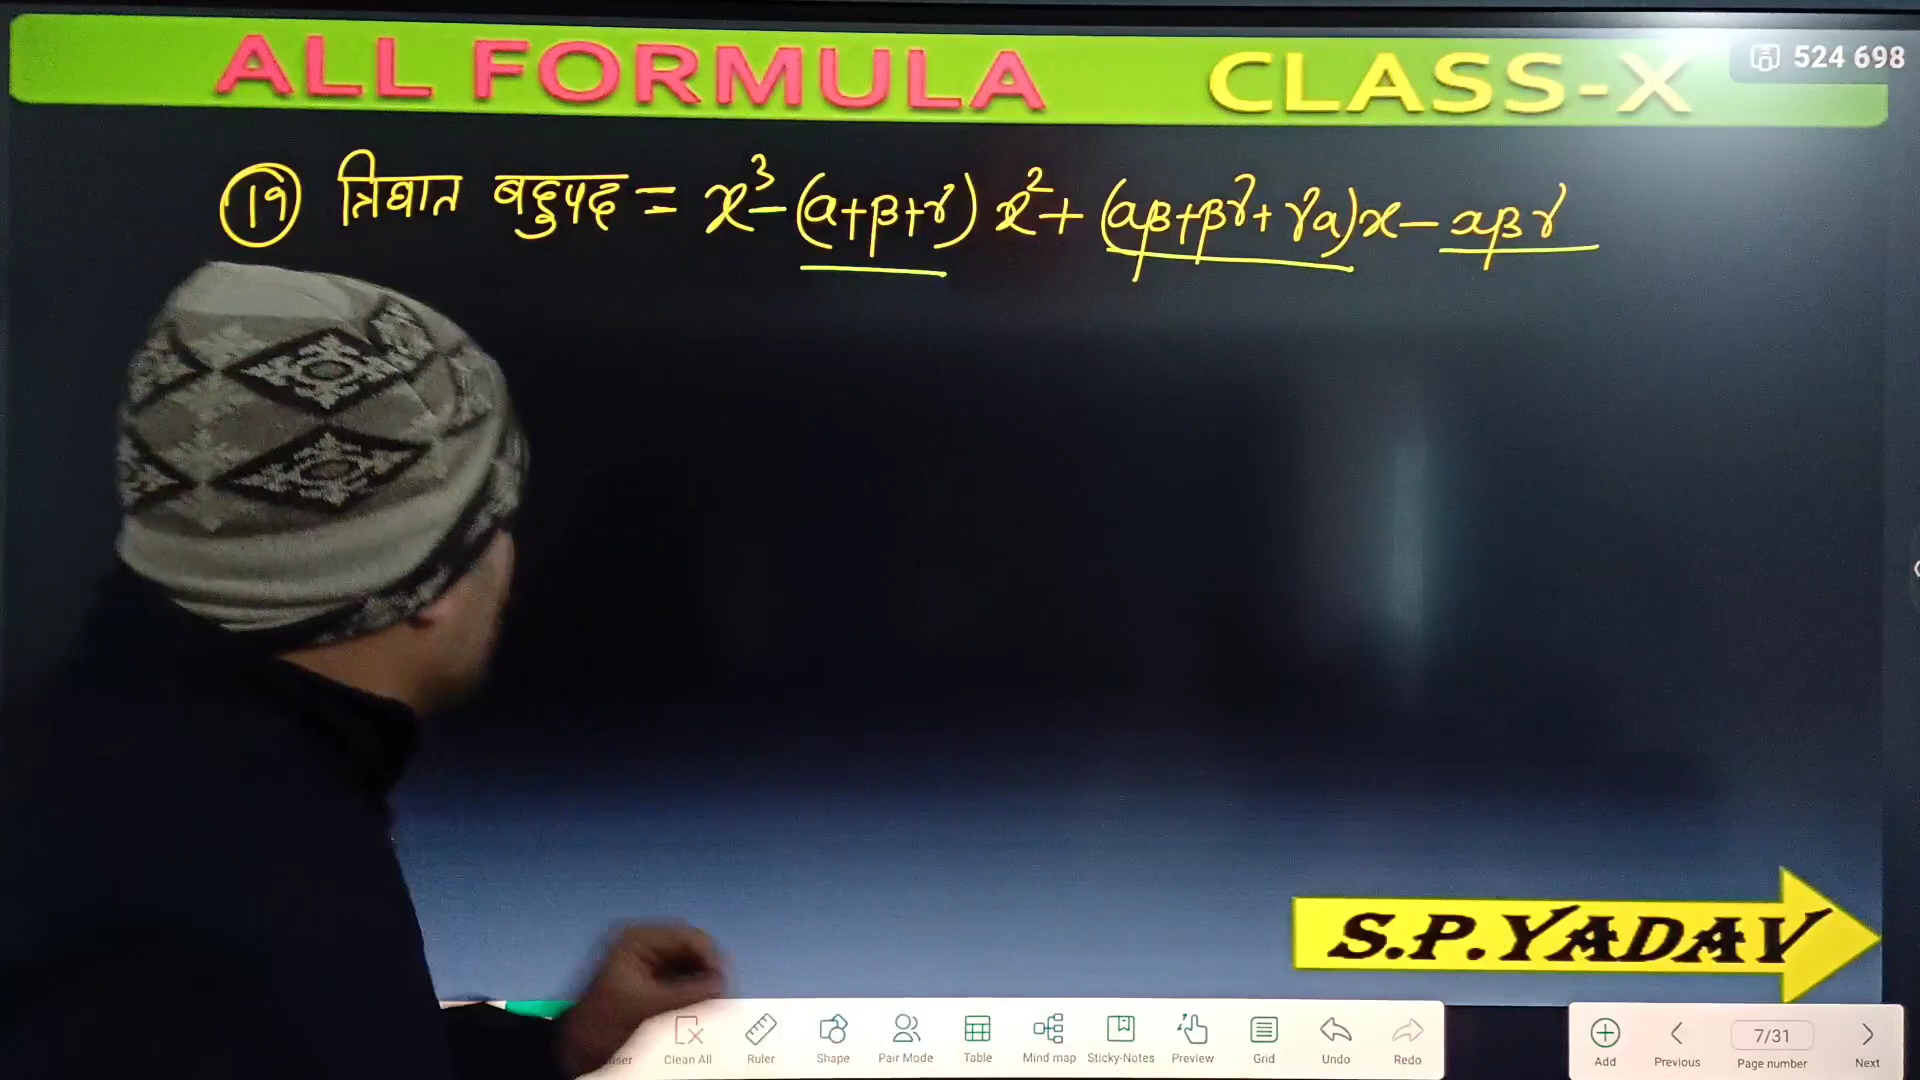 ALL FORMULA CLASS-X
524 698
19 त्रिघात बहुपद = x³ - (α+β+γ) x² + (αβ+βγ+γα)x - αβγ
S.P.YADAV
Clean All Ruler Shape Pair Mode Table Mind map Sticky-Notes Preview Grid Undo Redo
Add Previous 7/31 Page number Next